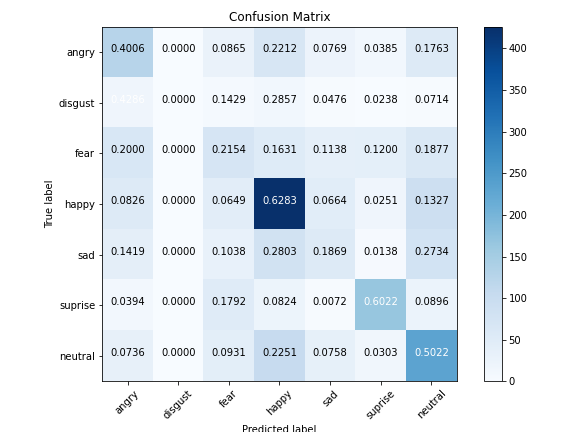 Confusion Matrix
angry 0.4006 0.0000 0.0865 0.2212 0.0769 0.0385 0.1763
disgust 0.4286 0.0000 0.1429 0.2857 0.0476 0.0238 0.0714
fear 0.2000 0.0000 0.2154 0.1631 0.1138 0.1200 0.1877
happy 0.0826 0.0000 0.0649 0.6283 0.0664 0.0251 0.1327
sad 0.1419 0.0000 0.1038 0.2803 0.1869 0.0138 0.2734
suprise 0.0394 0.0000 0.1792 0.0824 0.0072 0.6022 0.0896
neutral 0.0736 0.0000 0.0931 0.2251 0.0758 0.0303 0.5022
True label
angry disgust fear happy sad suprise neutral
Predicted label
400
350
300
250
200
150
100
50
0